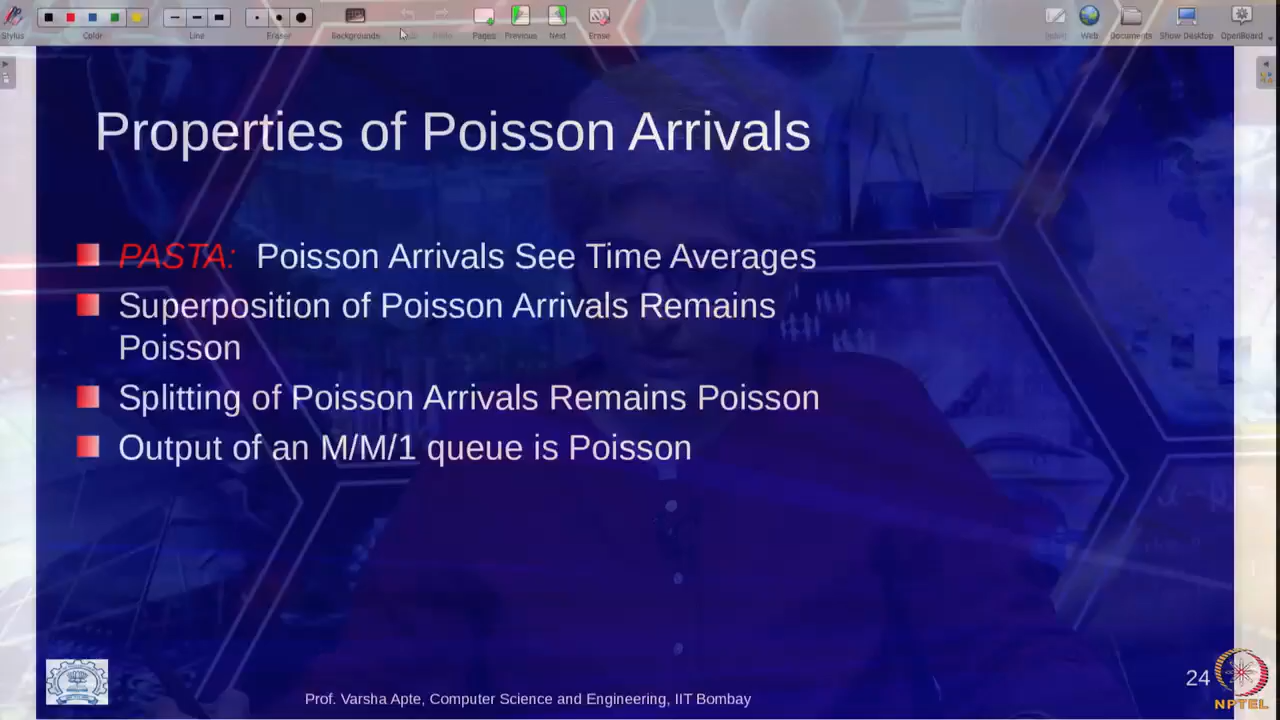 Stylus
Color
Line
Eraser
Backgrounds
Pages
Previous
Next
Erase
Web
Documents
Show Desktop
OpenBoard
Properties of Poisson Arrivals
PASTA: Poisson Arrivals See Time Averages
Superposition of Poisson Arrivals Remains
Poisson
Splitting of Poisson Arrivals Remains Poisson
Output of an M/M/1 queue is Poisson
Prof. Varsha Apte, Computer Science and Engineering, IIT Bombay
24
NPTEL